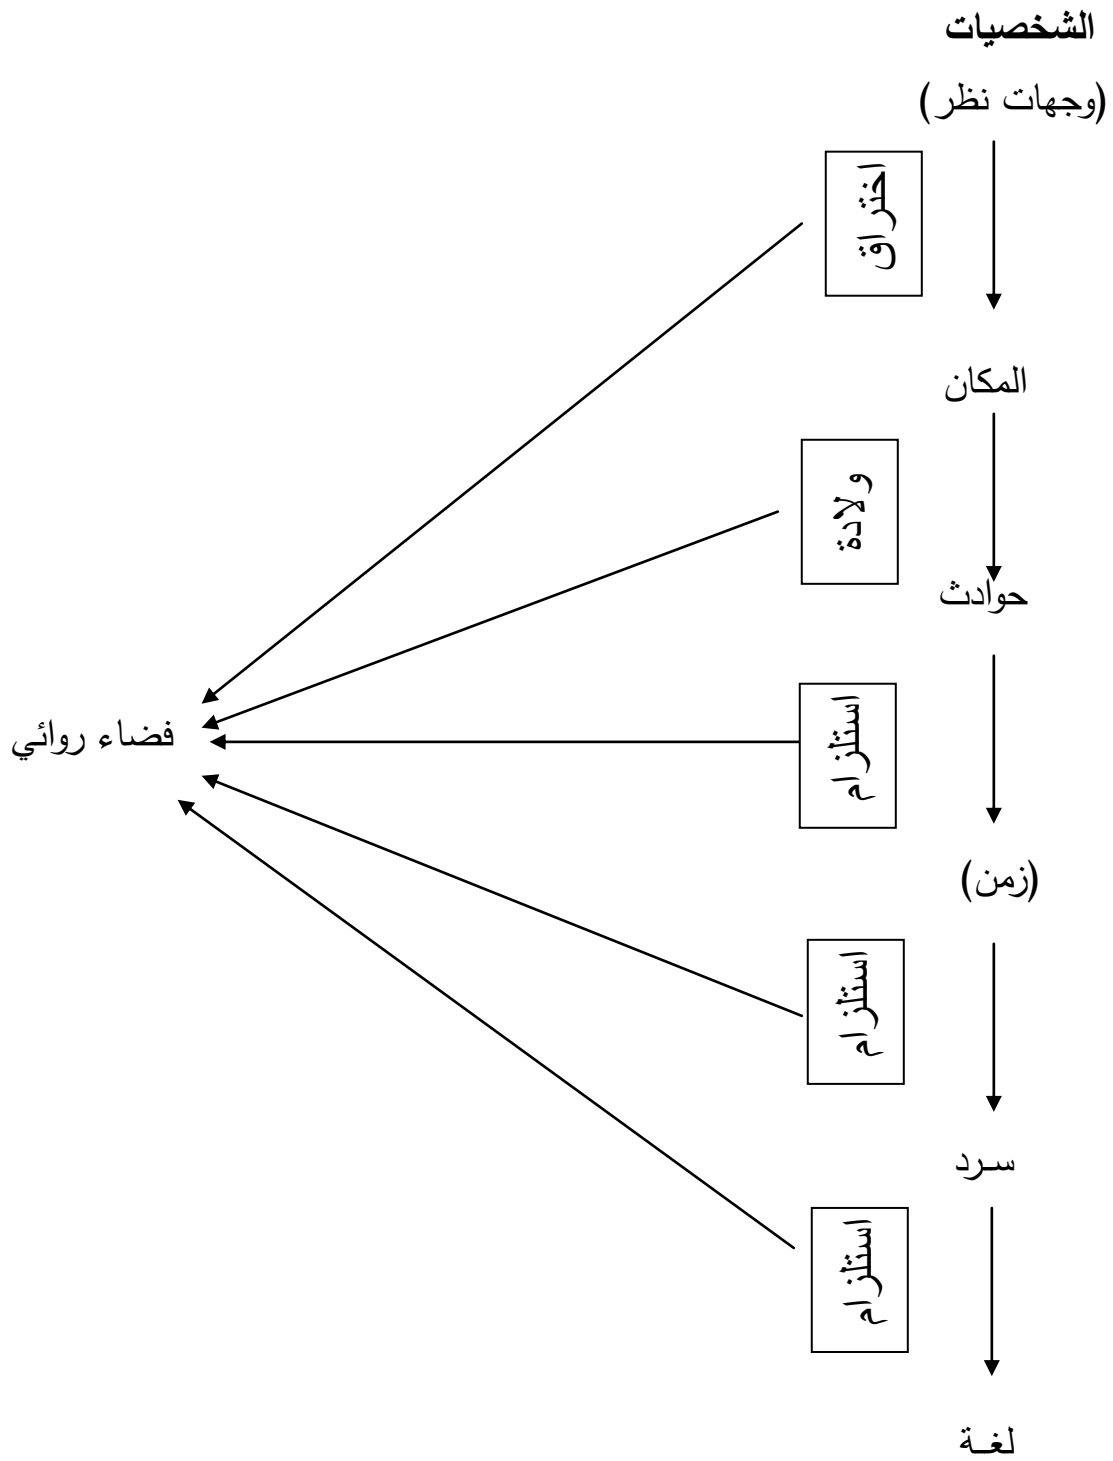 الشخصيات
(وجهات نظر)
اختراق
المكان
ولادة
حوادث
استلزام
فضاء روائي
(زمن)
استلزام
سرد
استلزام
لغة